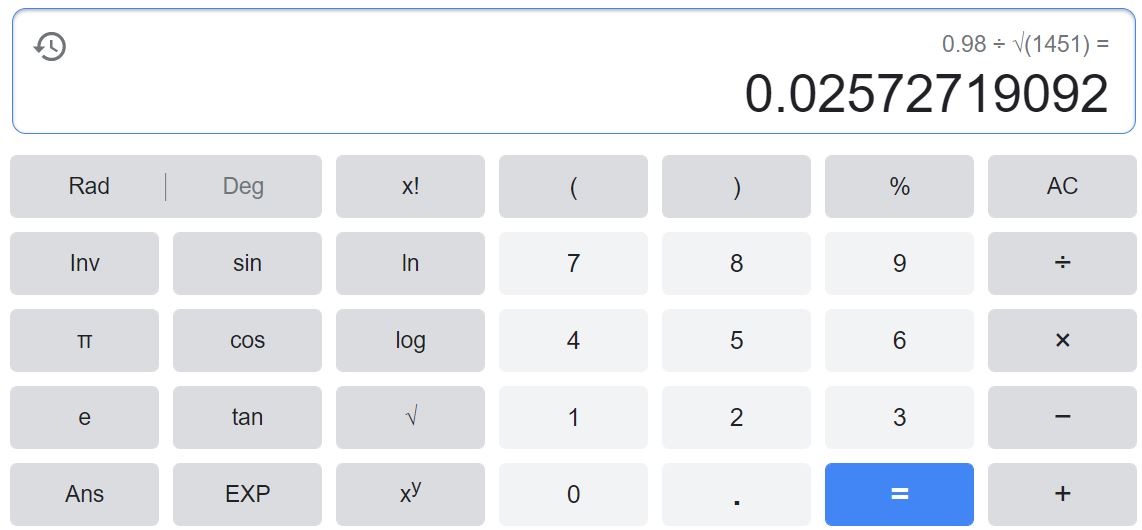 0.98 ÷ √(1451) =
0.02572719092
Rad | Deg x! ( ) % AC
Inv sin ln 7 8 9 ÷
π cos log 4 5 6 ×
e tan √ 1 2 3 −
Ans EXP xʸ 0 . = +